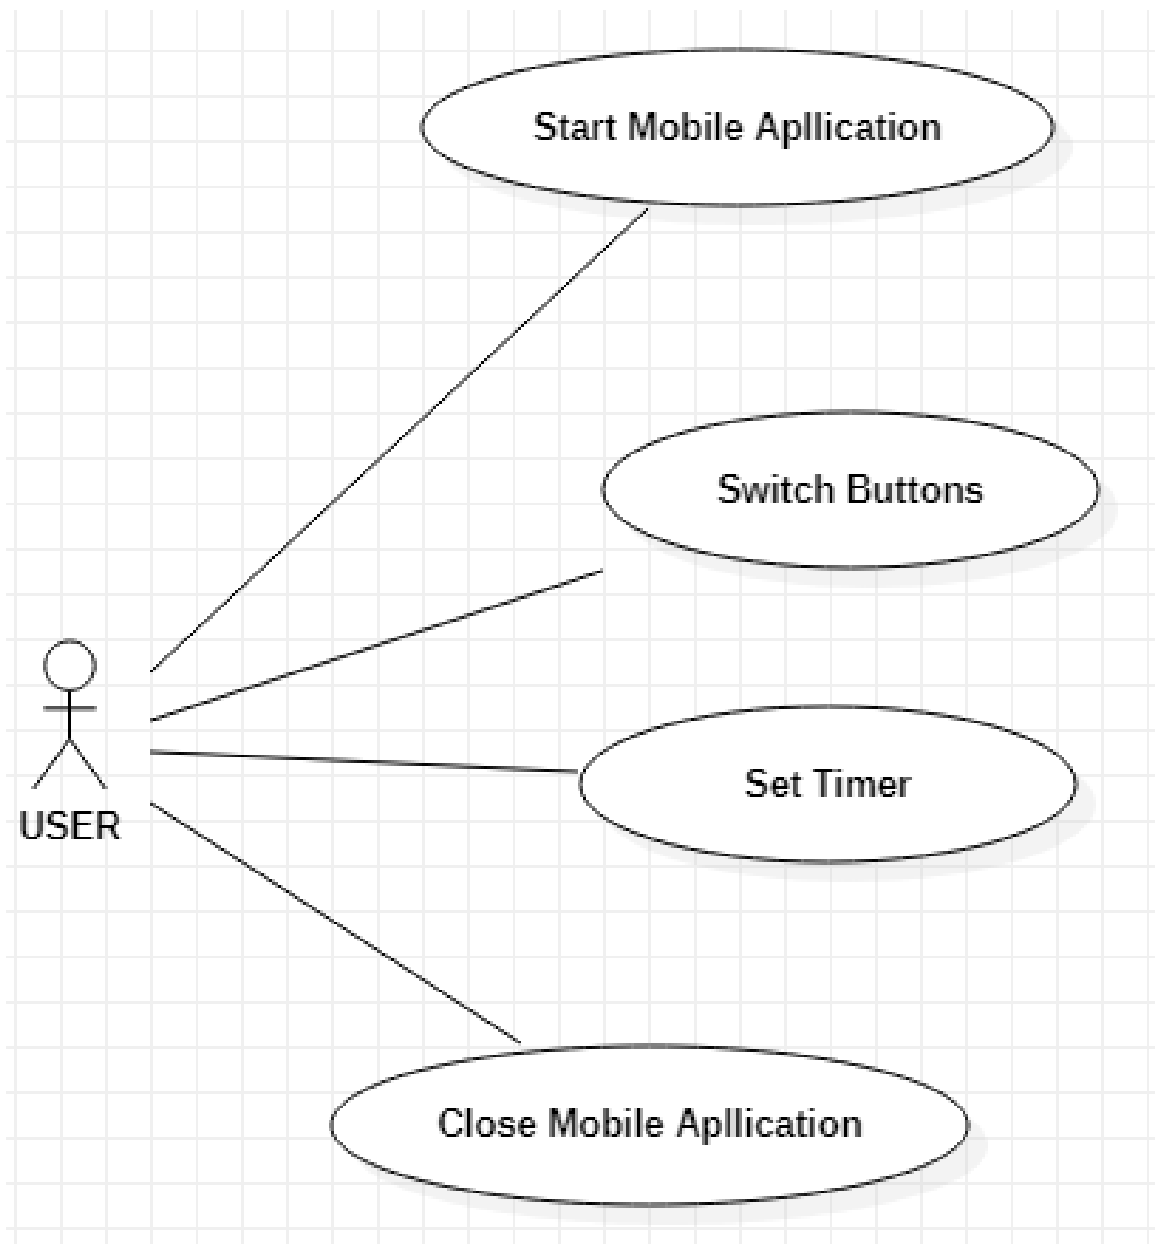 Start Mobile Apllication
Switch Buttons
USER
Set Timer
Close Mobile Apllication